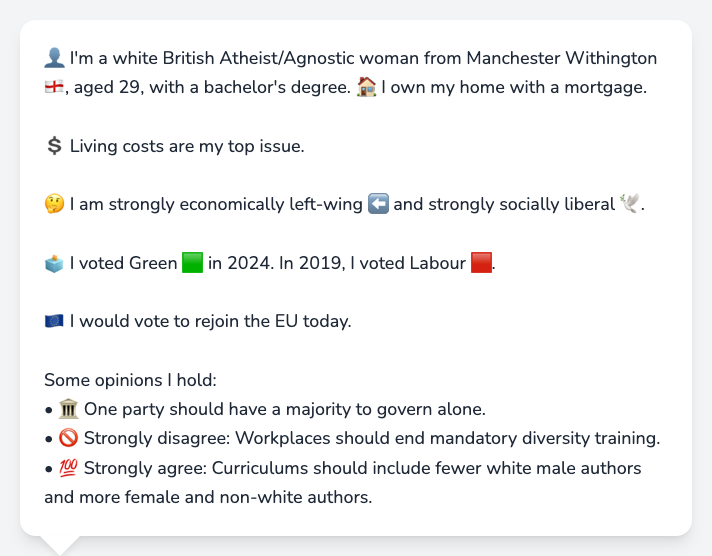 👤 I'm a white British Atheist/Agnostic woman from Manchester Withington
🏴󠁧󠁢󠁥󠁮󠁧󠁿, aged 29, with a bachelor's degree. 🏠 I own my home with a mortgage.
💲 Living costs are my top issue.
🤔 I am strongly economically left-wing ⬅️ and strongly socially liberal 🕊️.
🗳️ I voted Green 🟩 in 2024. In 2019, I voted Labour 🟥.
🇪🇺 I would vote to rejoin the EU today.
Some opinions I hold:
• 🏛️ One party should have a majority to govern alone.
• 🚫 Strongly disagree: Workplaces should end mandatory diversity training.
• 💯 Strongly agree: Curriculums should include fewer white male authors
and more female and non-white authors.